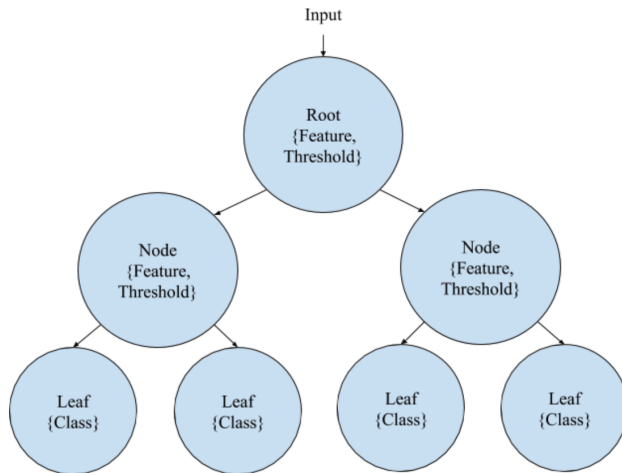 Input
Root
{Feature,
Threshold}
Node
{Feature,
Threshold}
Node
{Feature,
Threshold}
Leaf
{Class}
Leaf
{Class}
Leaf
{Class}
Leaf
{Class}